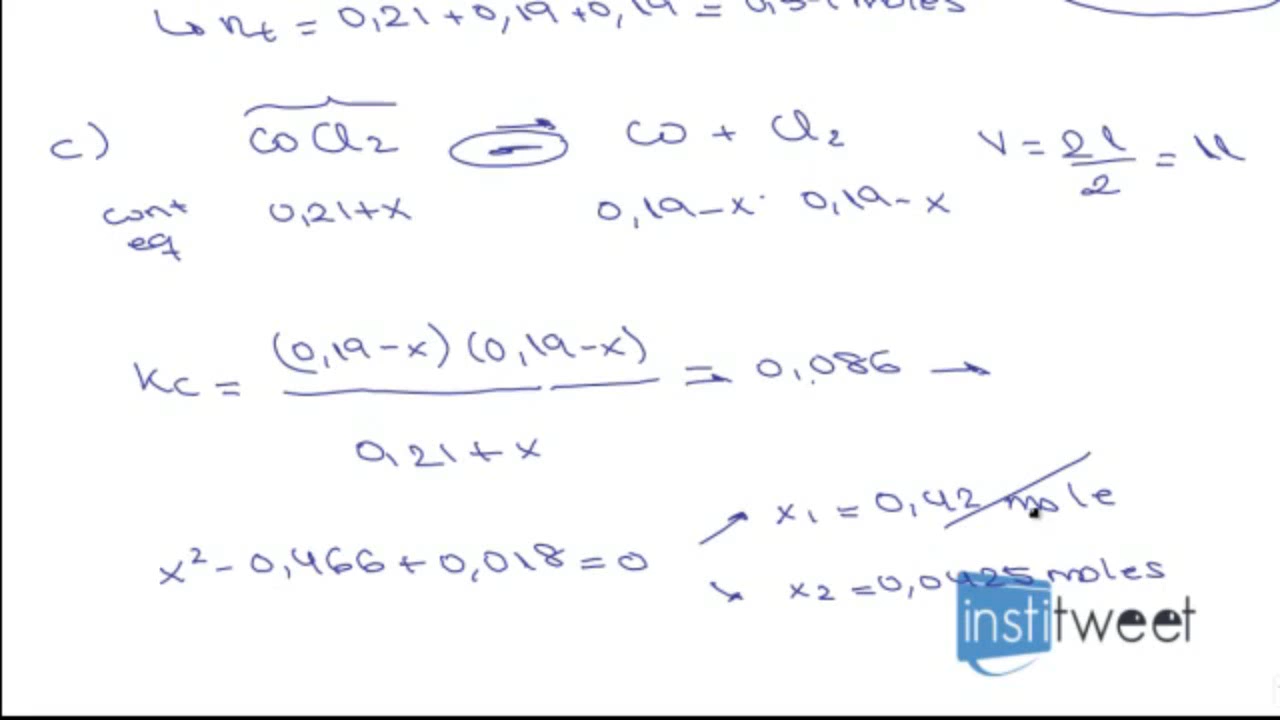 ↳ nt = 0,21 + 0,19 + 0,19 = moles
c) COCl2 ⇌ CO + Cl2 V = 2l/2 = 1l
cont eq 0,21+x 0,19-x 0,19-x
Kc = (0,19-x)(0,19-x) / 0,21+x = 0,086 →
x1 = 0,42 mole
x² - 0,466 + 0,018 = 0
x2 = 0,0425 moles
institweet